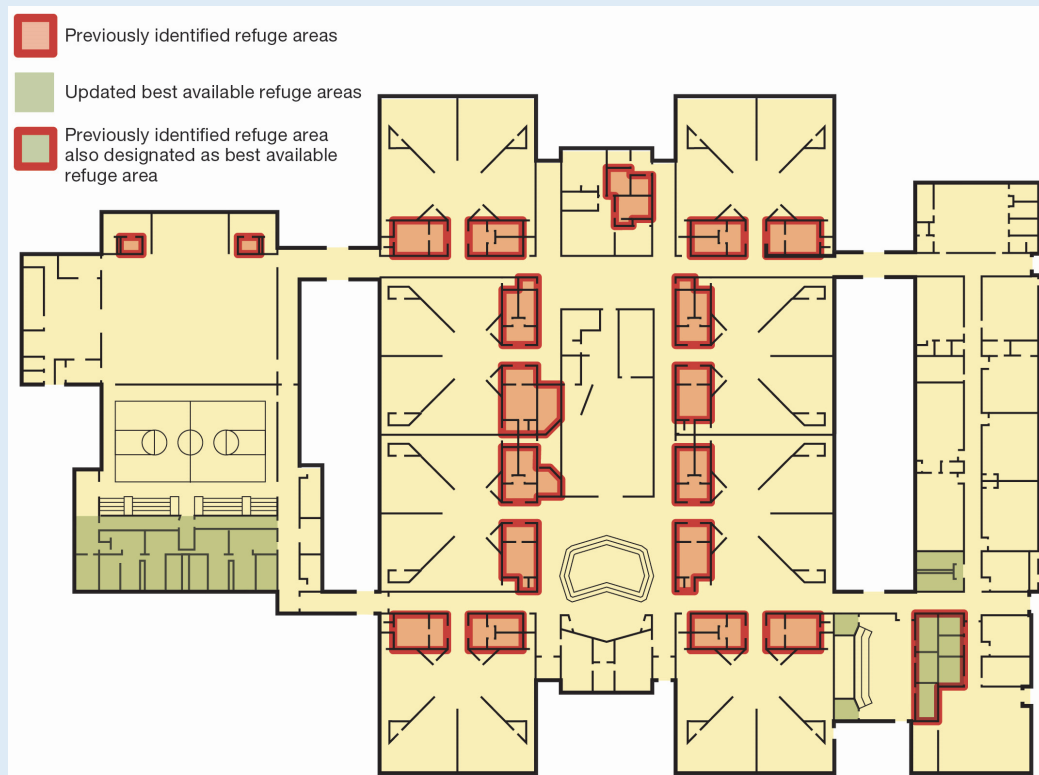 Previously identified refuge areas
Updated best available refuge areas
Previously identified refuge area
also designated as best available
refuge area